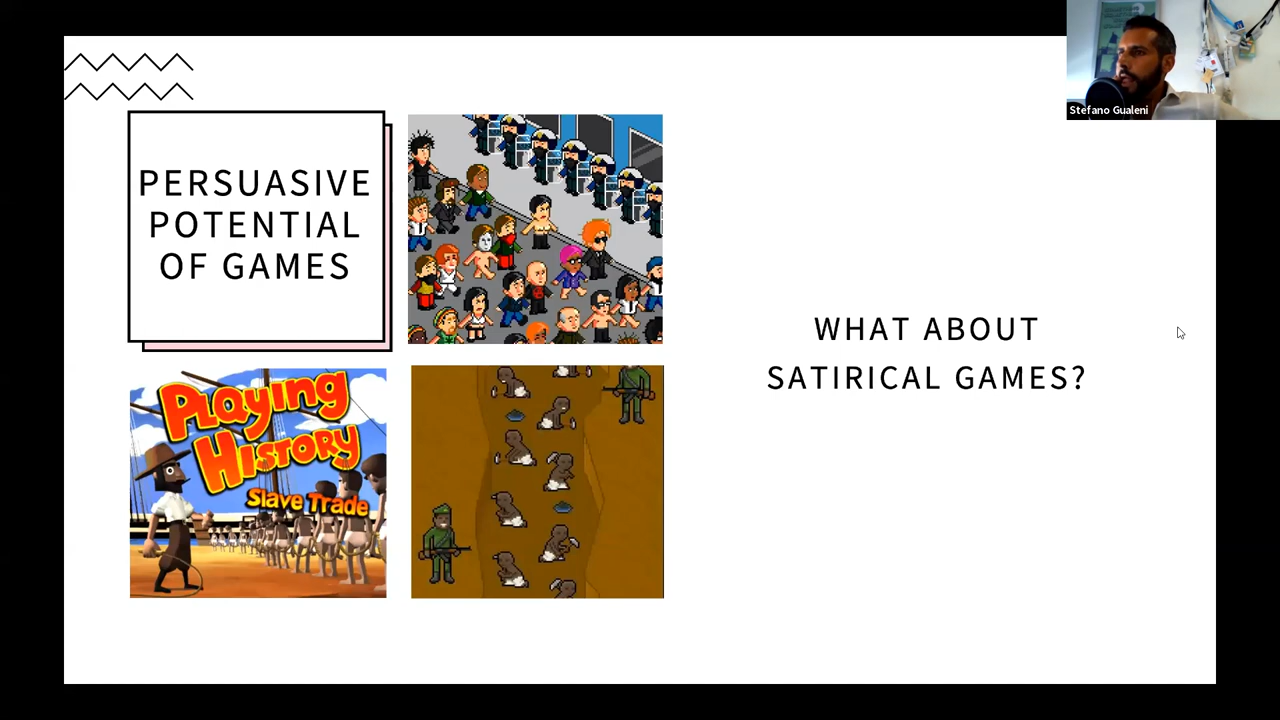 Stefano Gualeni
PERSUASIVE
POTENTIAL
OF GAMES
Playing
History
Slave Trade
WHAT ABOUT
SATIRICAL GAMES?